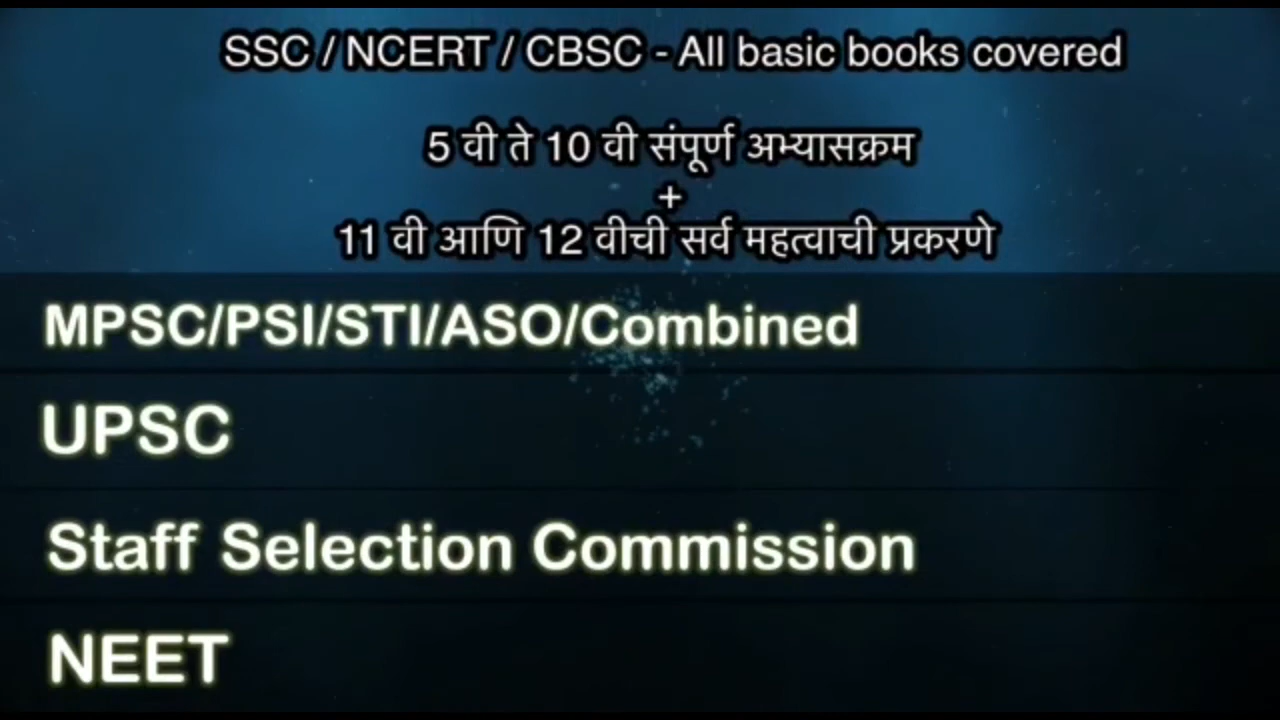 SSC / NCERT / CBSC - All basic books covered
5 वी ते 10 वी संपूर्ण अभ्यासक्रम
+
11 वी आणि 12 वीची सर्व महत्वाची प्रकरणे
MPSC/PSI/STI/ASO/Combined
UPSC
Staff Selection Commission
NEET